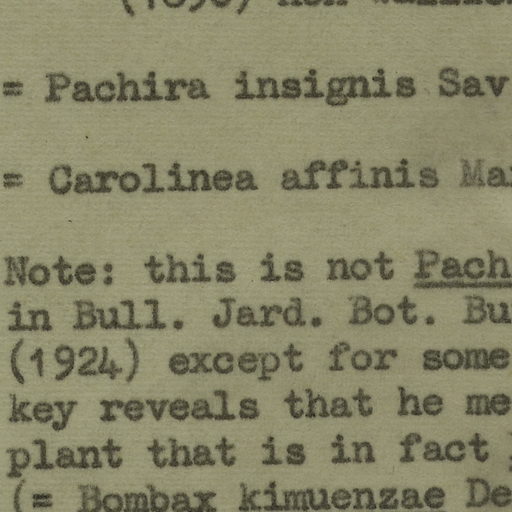 = Pachira insignis Sav
= Carolinea affinis Mar
Note: this is not Pach
in Bull. Jard. Bot. Bu
(1924) except for some
key reveals that he me
plant that is in fact
(= Bombax kimuenzae De